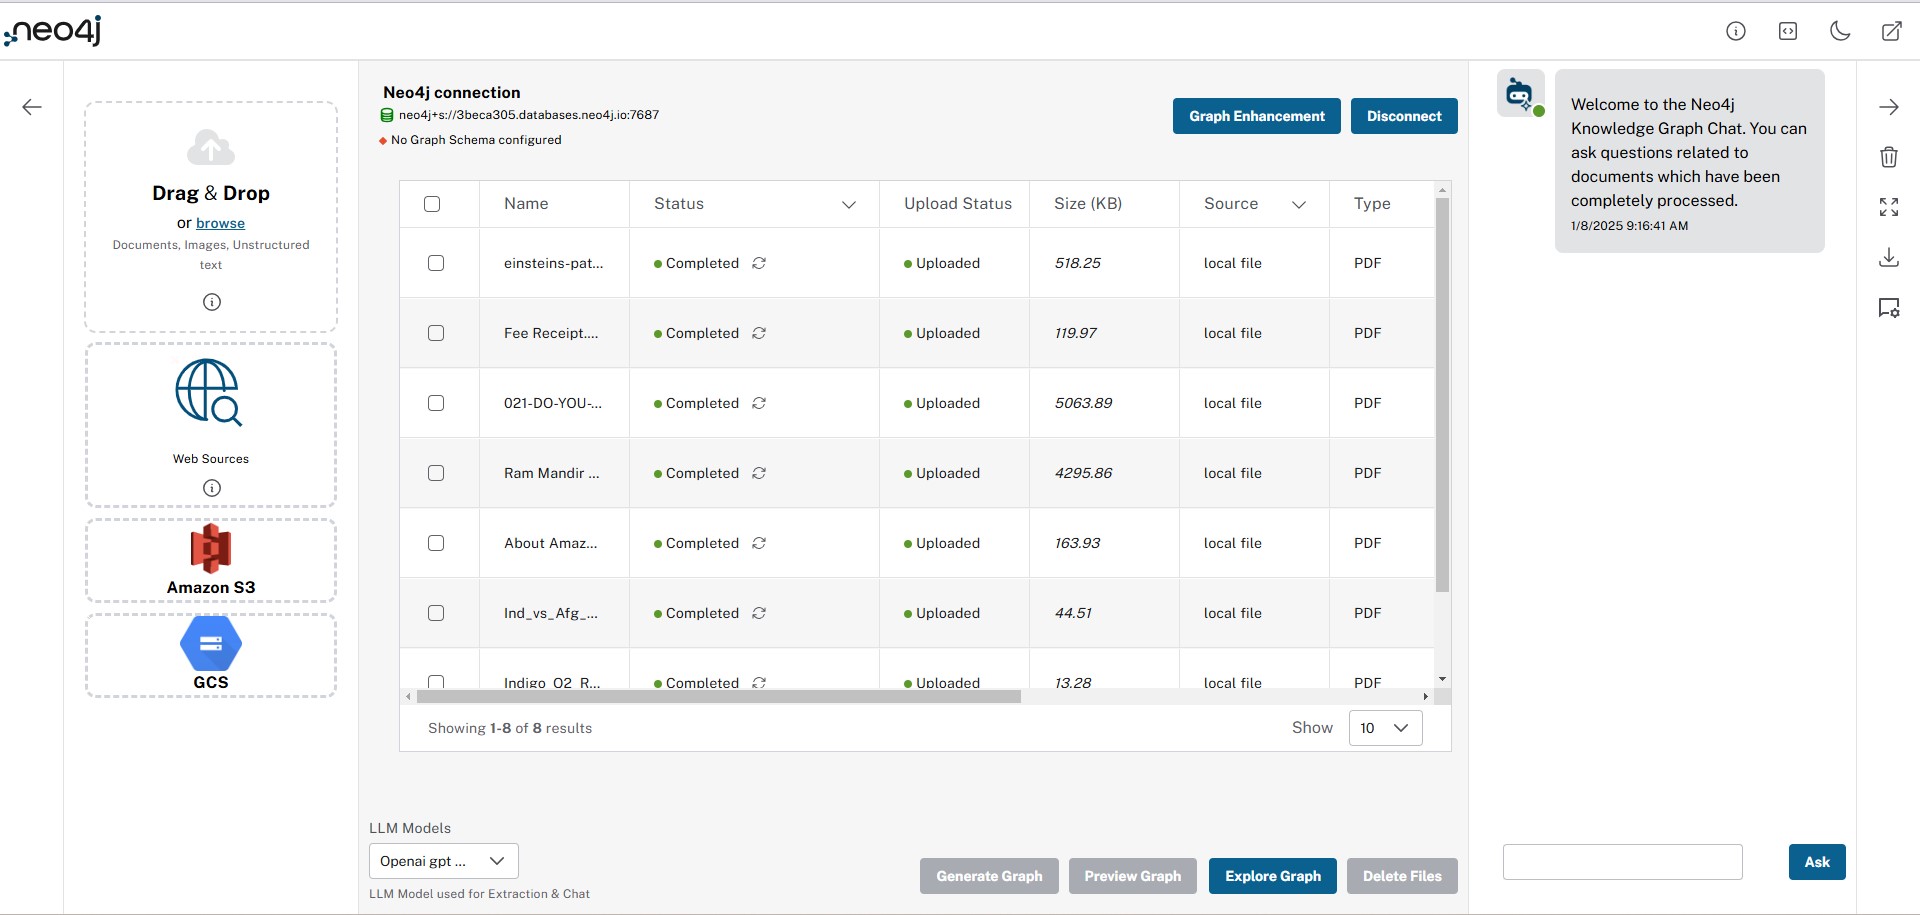 neo4j
Drag & Drop
or browse
Documents, Images, Unstructured
text
Web Sources
Amazon S3
GCS
Neo4j connection
neo4j+s://3beca305.databases.neo4j.io:7687
No Graph Schema configured
Graph Enhancement
Disconnect
Name Status Upload Status Size (KB) Source Type
einsteins-pat... Completed Uploaded 518.25 local file PDF
Fee Receipt.... Completed Uploaded 119.97 local file PDF
021-DO-YOU-... Completed Uploaded 5063.89 local file PDF
Ram Mandir ... Completed Uploaded 4295.86 local file PDF
About Amaz... Completed Uploaded 163.93 local file PDF
Ind_vs_Afg_... Completed Uploaded 44.51 local file PDF
Indigo_02_R... Completed Uploaded 13.28 local file PDF
Showing 1-8 of 8 results
Show 10
LLM Models
Openai gpt ...
LLM Model used for Extraction & Chat
Generate Graph
Preview Graph
Explore Graph
Delete Files
Welcome to the Neo4j
Knowledge Graph Chat. You can
ask questions related to
documents which have been
completely processed.
1/8/2025 9:16:41 AM
Ask